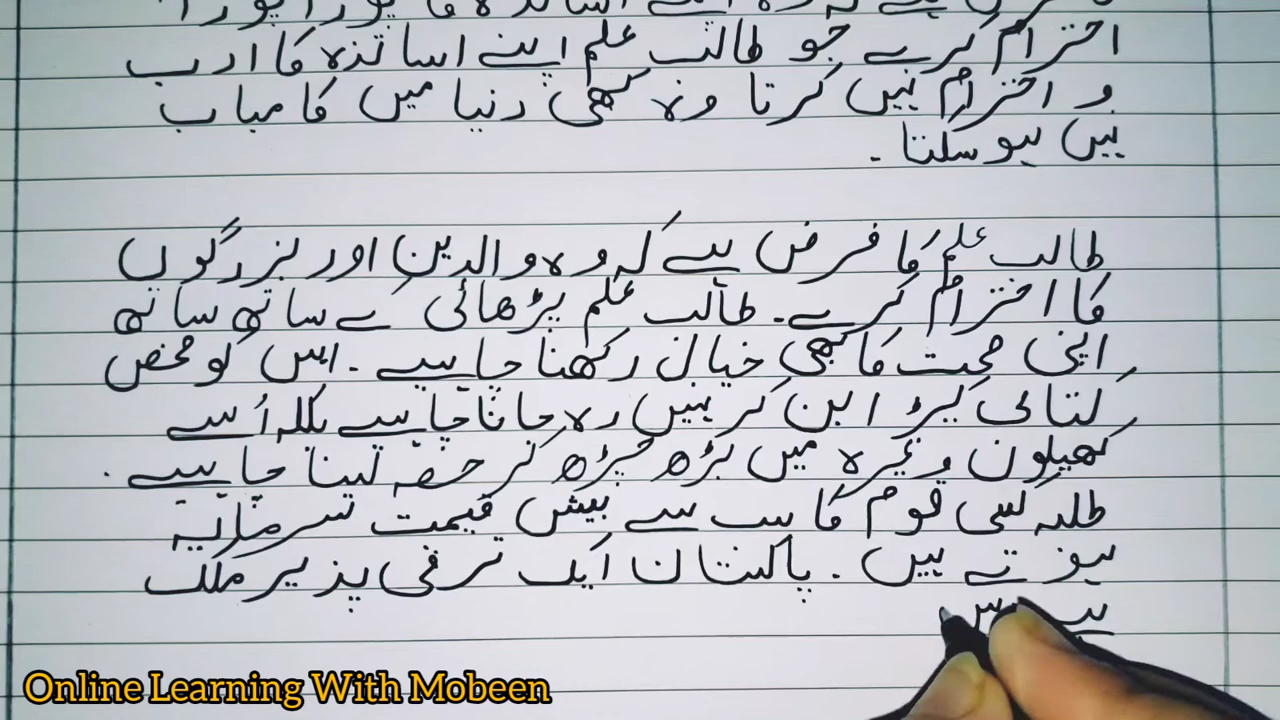 احترام کرے جو طالب علم اپنے اساتذہ کا ادب
و احترام نہیں کرتا وہ کبھی دنیا میں کامیاب
نہیں ہو سکتا ۔
طالب علم کا فرض ہے کہ وہ والدین اور بزرگوں
کا احترام کرے ۔ طالب علم پڑھائی کے ساتھ ساتھ
اپنی صحت کا بھی خیال رکھنا چاہیے ۔ اس کو محض
کتابی کیڑا بن کر نہیں رہ جانا چاہیے بلکہ اُسے
کھیلوں وغیرہ میں بڑھ چڑھ کر حصہ لینا چاہیے ۔
طلبہ کسی قوم کا سب سے بیش قیمت سرمایہ
ہوتے ہیں ۔ پاکستان ایک ترقی پذیر ملک
ہے
Online Learning With Mobeen